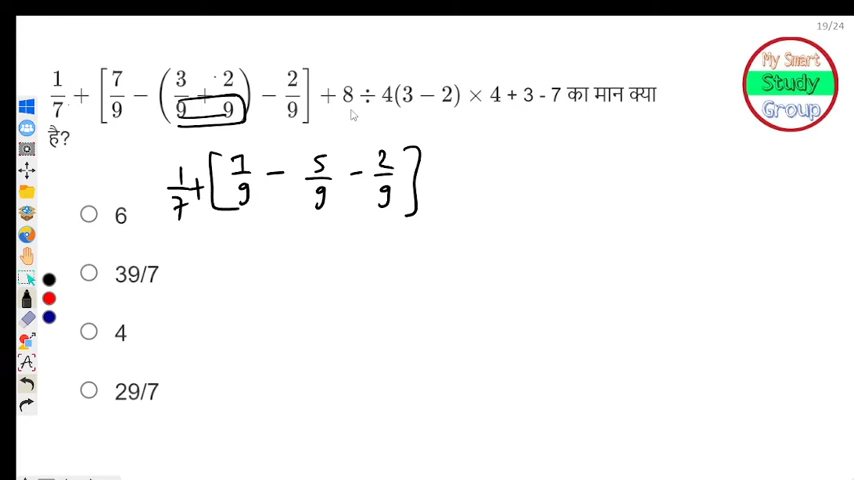 19/24
My Smart
Study
Group
1/7 + [7/9 − (3/9 + 2/9) − 2/9] + 8 ÷ 4(3 − 2) × 4 + 3 - 7 का मान क्या
है?
1/7 + [7/9 − 5/9 − 2/9]
6
39/7
4
29/7